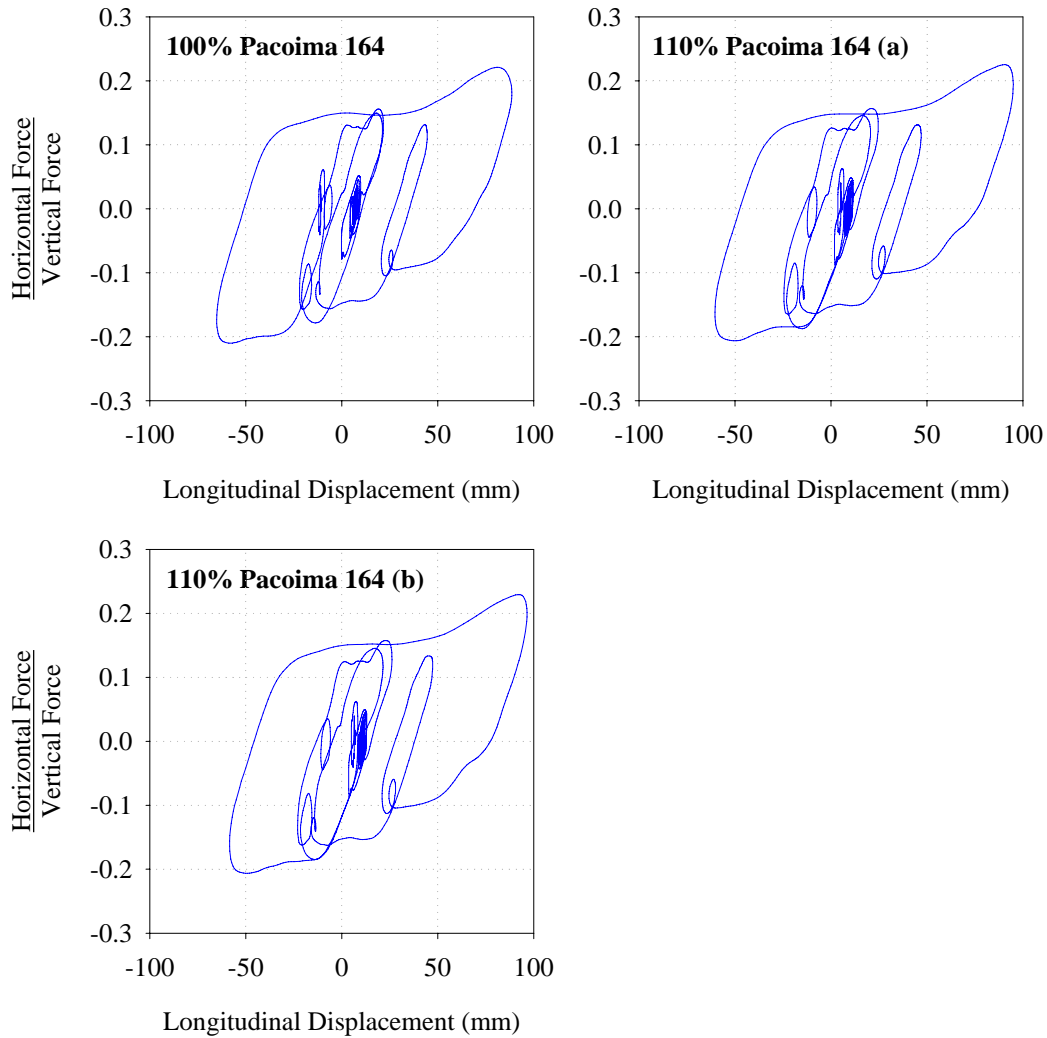 100% Pacoima 164
110% Pacoima 164 (a)
Horizontal Force
Vertical Force
0.3
0.2
0.1
0.0
-0.1
-0.2
-0.3
0.3
0.2
0.1
0.0
-0.1
-0.2
-0.3
-100 -50 0 50 100
-100 -50 0 50 100
Longitudinal Displacement (mm)
Longitudinal Displacement (mm)
110% Pacoima 164 (b)
Horizontal Force
Vertical Force
0.3
0.2
0.1
0.0
-0.1
-0.2
-0.3
-100 -50 0 50 100
Longitudinal Displacement (mm)